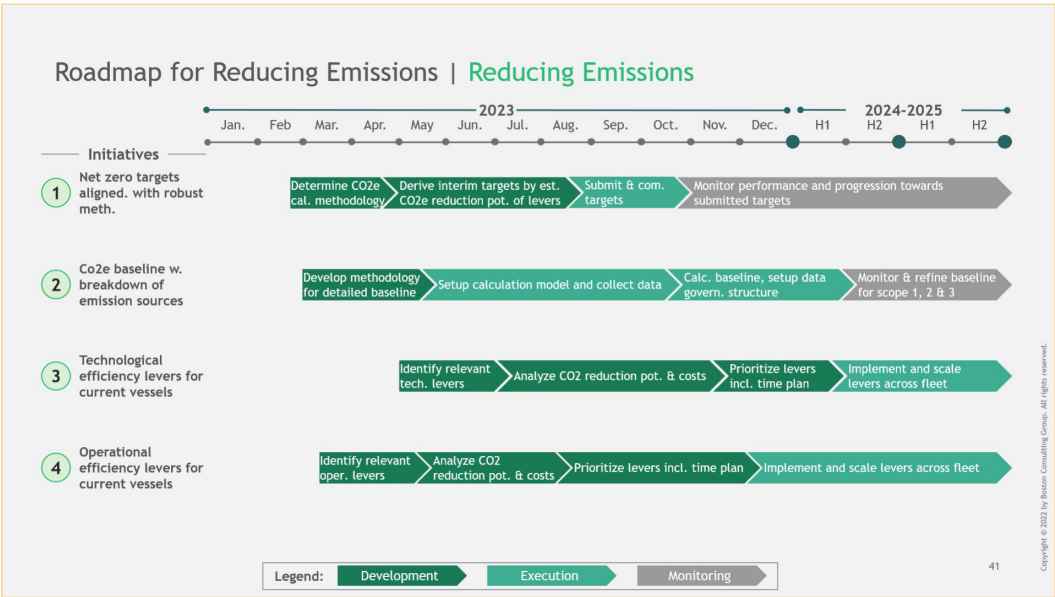 Roadmap for Reducing Emissions | Reducing Emissions
2023
2024-2025
Jan. Feb Mar. Apr. May Jun. Jul. Aug. Sep. Oct. Nov. Dec. H1 H2 H1 H2
Initiatives
1
Net zero targets
aligned. with robust
meth.
Determine CO2e
cal. methodology
Derive interim targets by est.
CO2e reduction pot. of levers
Submit & com.
targets
Monitor performance and progression towards
submitted targets
2
Co2e baseline w.
breakdown of
emission sources
Develop methodology
for detailed baseline
Setup calculation model and collect data
Calc. baseline, setup data
govern. structure
Monitor & refine baseline
for scope 1, 2 & 3
3
Technological
efficiency levers for
current vessels
Identify relevant
tech. levers
Analyze CO2 reduction pot. & costs
Prioritize levers
incl. time plan
Implement and scale
levers across fleet
4
Operational
efficiency levers for
current vessels
Identify relevant
oper. levers
Analyze CO2
reduction pot. & costs
Prioritize levers incl. time plan
Implement and scale levers across fleet
Legend:
Development
Execution
Monitoring
41
Copyright © 2022 by Boston Consulting Group. All rights reserved.